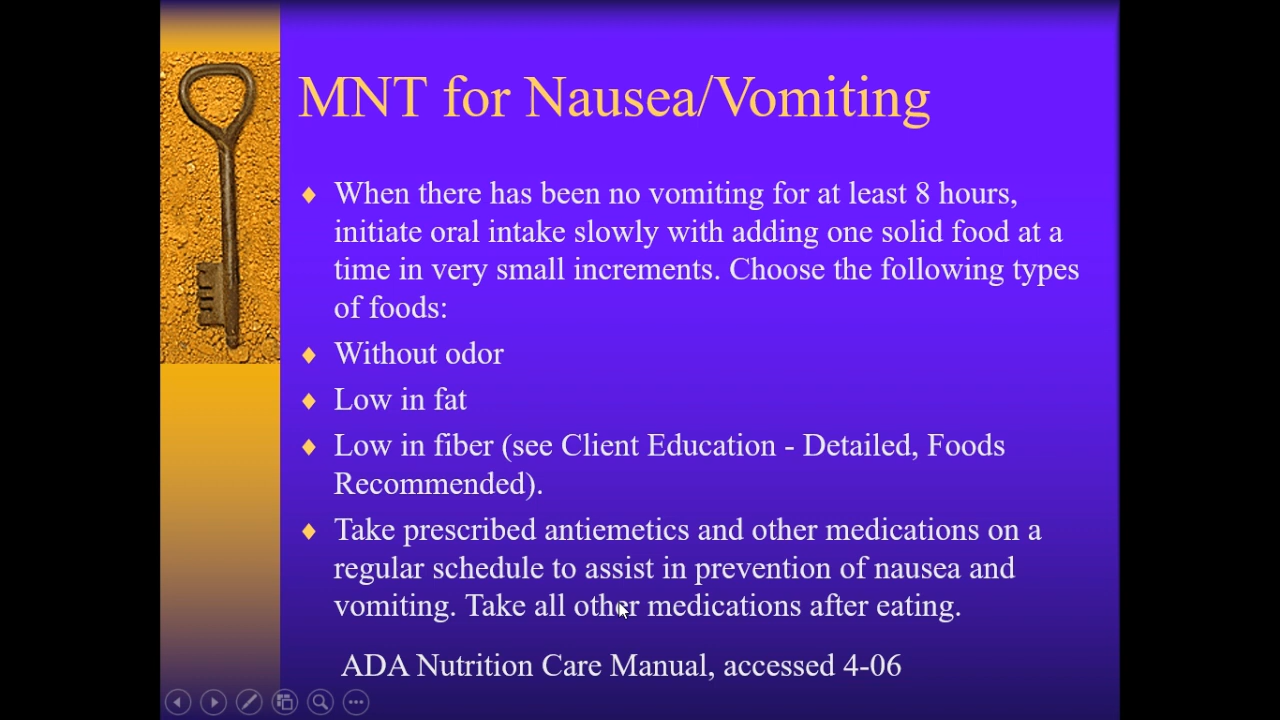 MNT for Nausea/Vomiting
When there has been no vomiting for at least 8 hours,
initiate oral intake slowly with adding one solid food at a
time in very small increments. Choose the following types
of foods:
Without odor
Low in fat
Low in fiber (see Client Education - Detailed, Foods
Recommended).
Take prescribed antiemetics and other medications on a
regular schedule to assist in prevention of nausea and
vomiting. Take all other medications after eating.
ADA Nutrition Care Manual, accessed 4-06